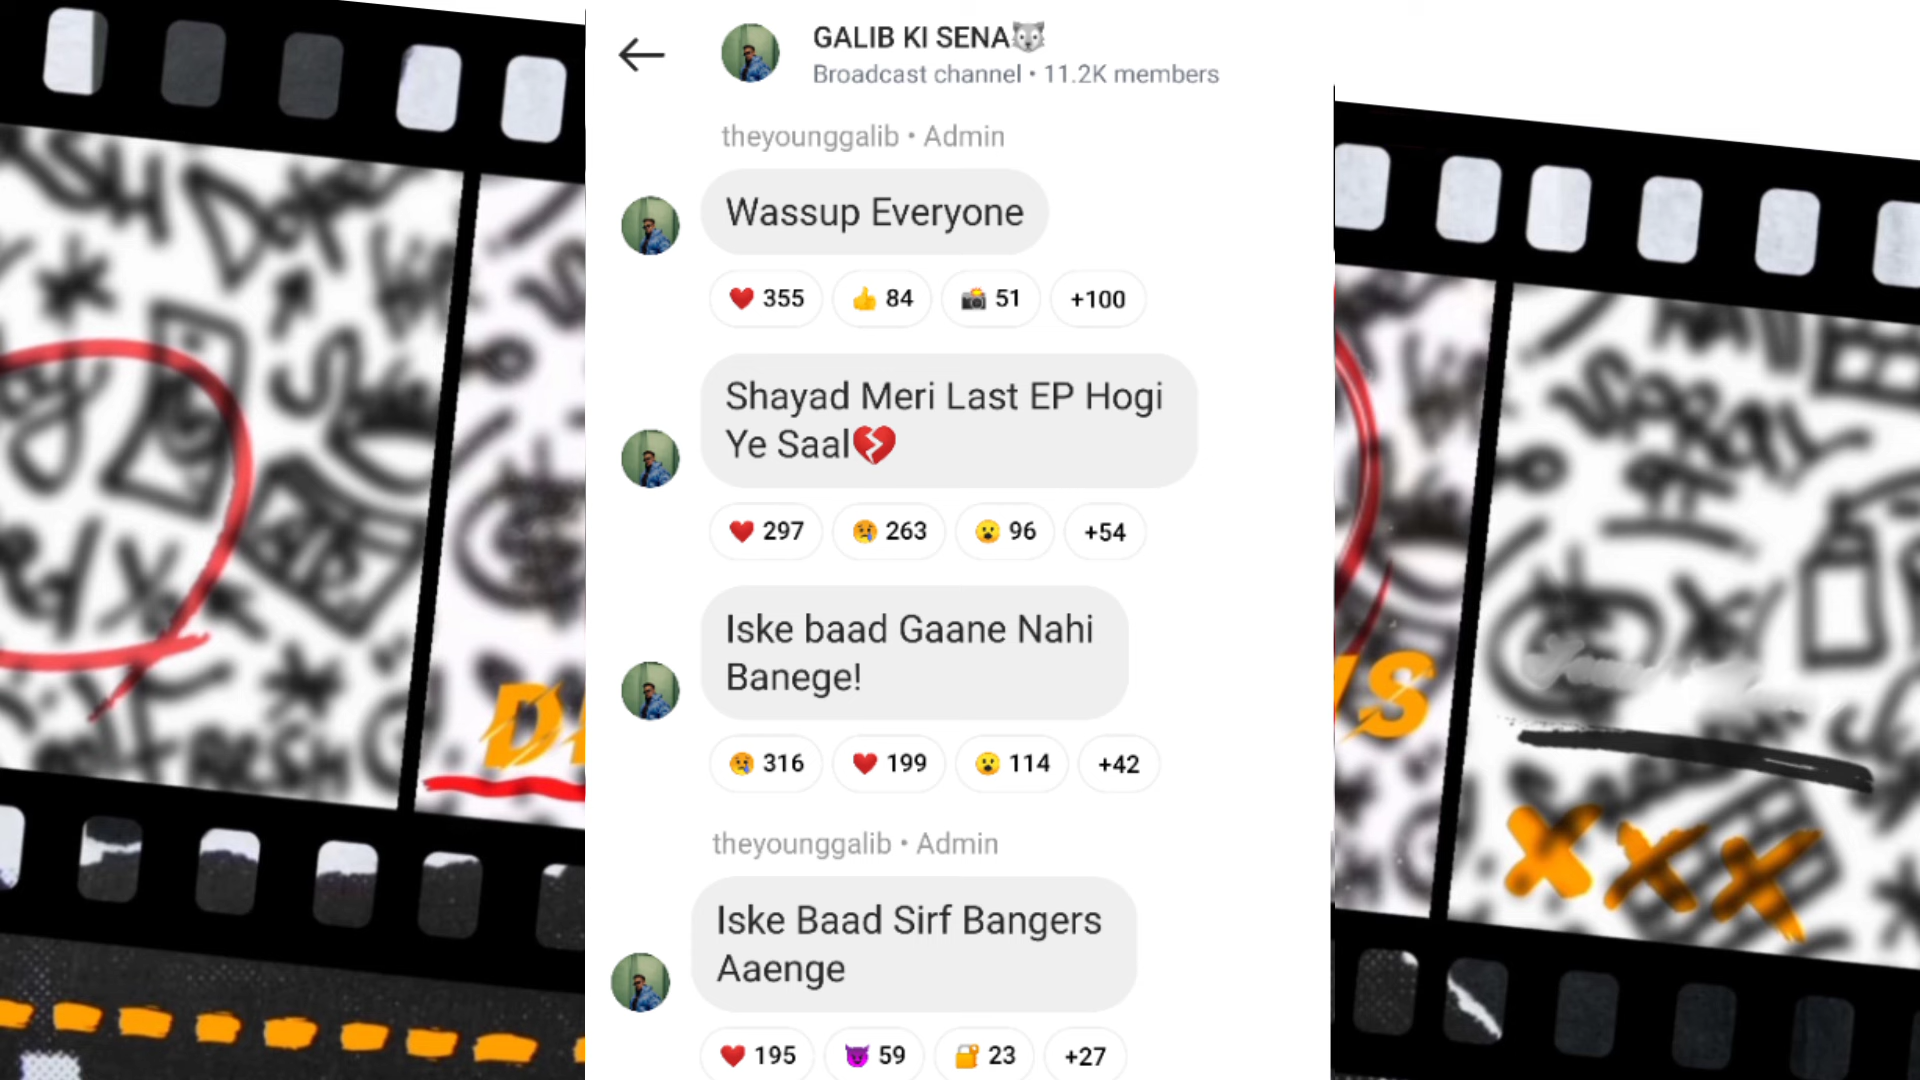 GALIB KI SENA🐺
Broadcast channel • 11.2K members
theyounggalib • Admin
Wassup Everyone
❤️ 355 👍 84 📸 51 +100
Shayad Meri Last EP Hogi
Ye Saal💔
❤️ 297 😢 263 😮 96 +54
Iske baad Gaane Nahi
Banege!
😢 316 ❤️ 199 😮 114 +42
theyounggalib • Admin
Iske Baad Sirf Bangers
Aaenge
❤️ 195 😈 59 🔐 23 +27